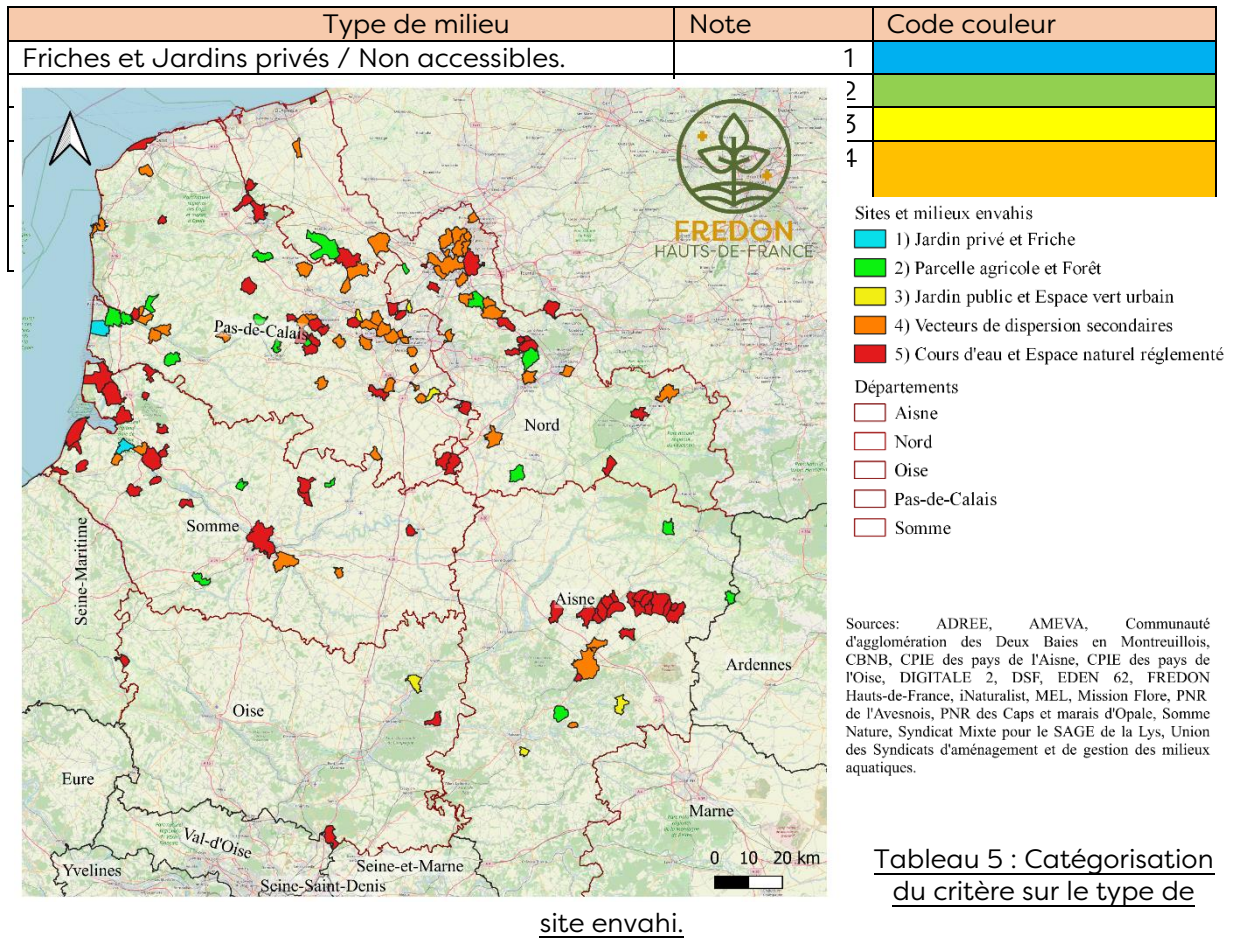 Type de milieu
Note
Code couleur
Friches et Jardins privés / Non accessibles.
1
2
3
4
FREDON
HAUTS-DE-FRANCE
Pas-de-Calais
Nord
Somme
Seine-Maritime
Aisne
Ardennes
Oise
Eure
Marne
Val-d'Oise
Yvelines
Seine-et-Marne
Seine-Saint-Denis
0 10 20 km
Sites et milieux envahis
1) Jardin privé et Friche
2) Parcelle agricole et Forêt
3) Jardin public et Espace vert urbain
4) Vecteurs de dispersion secondaires
5) Cours d'eau et Espace naturel réglementé
Départements
Aisne
Nord
Oise
Pas-de-Calais
Somme
Sources: ADREE, AMEVA, Communauté
d'agglomération des Deux Baies en Montreuillois,
CBNB, CPIE des pays de l'Aisne, CPIE des pays de
l'Oise, DIGITALE 2, DSF, EDEN 62, FREDON
Hauts-de-France, iNaturalist, MEL, Mission Flore, PNR
de l'Avesnois, PNR des Caps et marais d'Opale, Somme
Nature, Syndicat Mixte pour le SAGE de la Lys, Union
des Syndicats d'aménagement et de gestion des milieux
aquatiques.
Tableau 5 : Catégorisation
du critère sur le type de
site envahi.